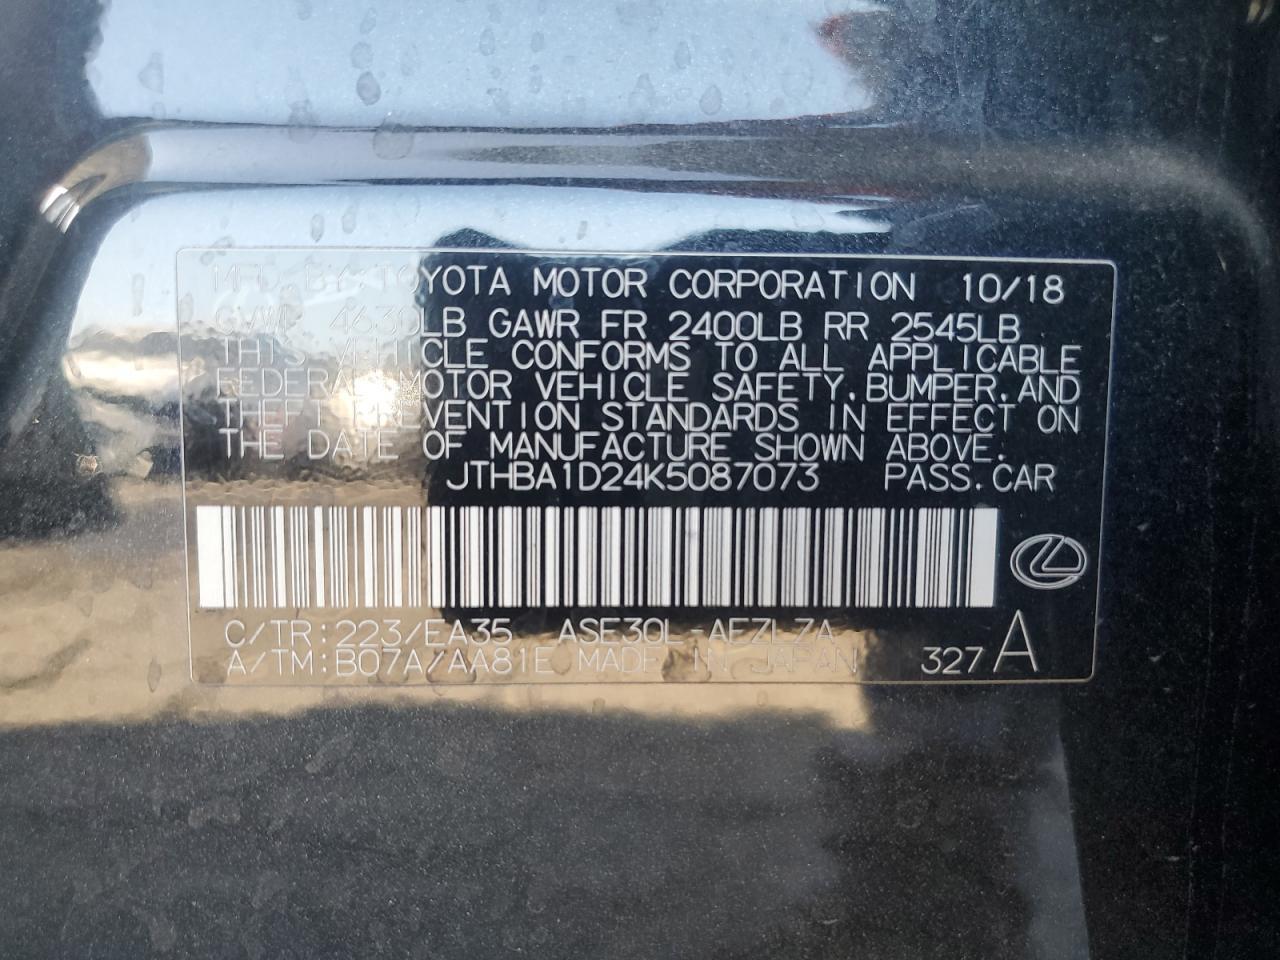 MFD. BY: TOYOTA MOTOR CORPORATION 10/18
GVWR 4630LB GAWR FR 2400LB RR 2545LB
THIS VEHICLE CONFORMS TO ALL APPLICABLE
FEDERAL MOTOR VEHICLE SAFETY, BUMPER, AND
THEFT PREVENTION STANDARDS IN EFFECT ON
THE DATE OF MANUFACTURE SHOWN ABOVE.
JTHBA1D24K5087073 PASS. CAR
C/TR: 223/EA35 ASE30L-AEZLZA
A/TM: B07A/AA81E MADE IN JAPAN 327 A